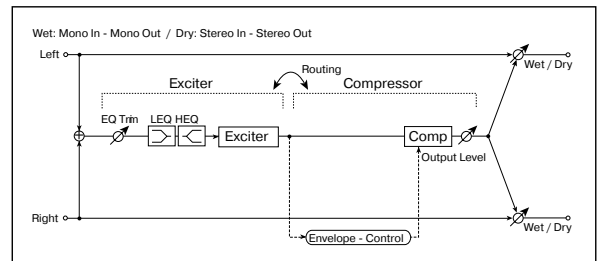 Wet: Mono In - Mono Out / Dry: Stereo In - Stereo Out
Left
Wet / Dry
Routing
Exciter
Compressor
EQ Trim
LEQ HEQ
Exciter
Comp
Output Level
Right
Wet / Dry
Envelope - Control